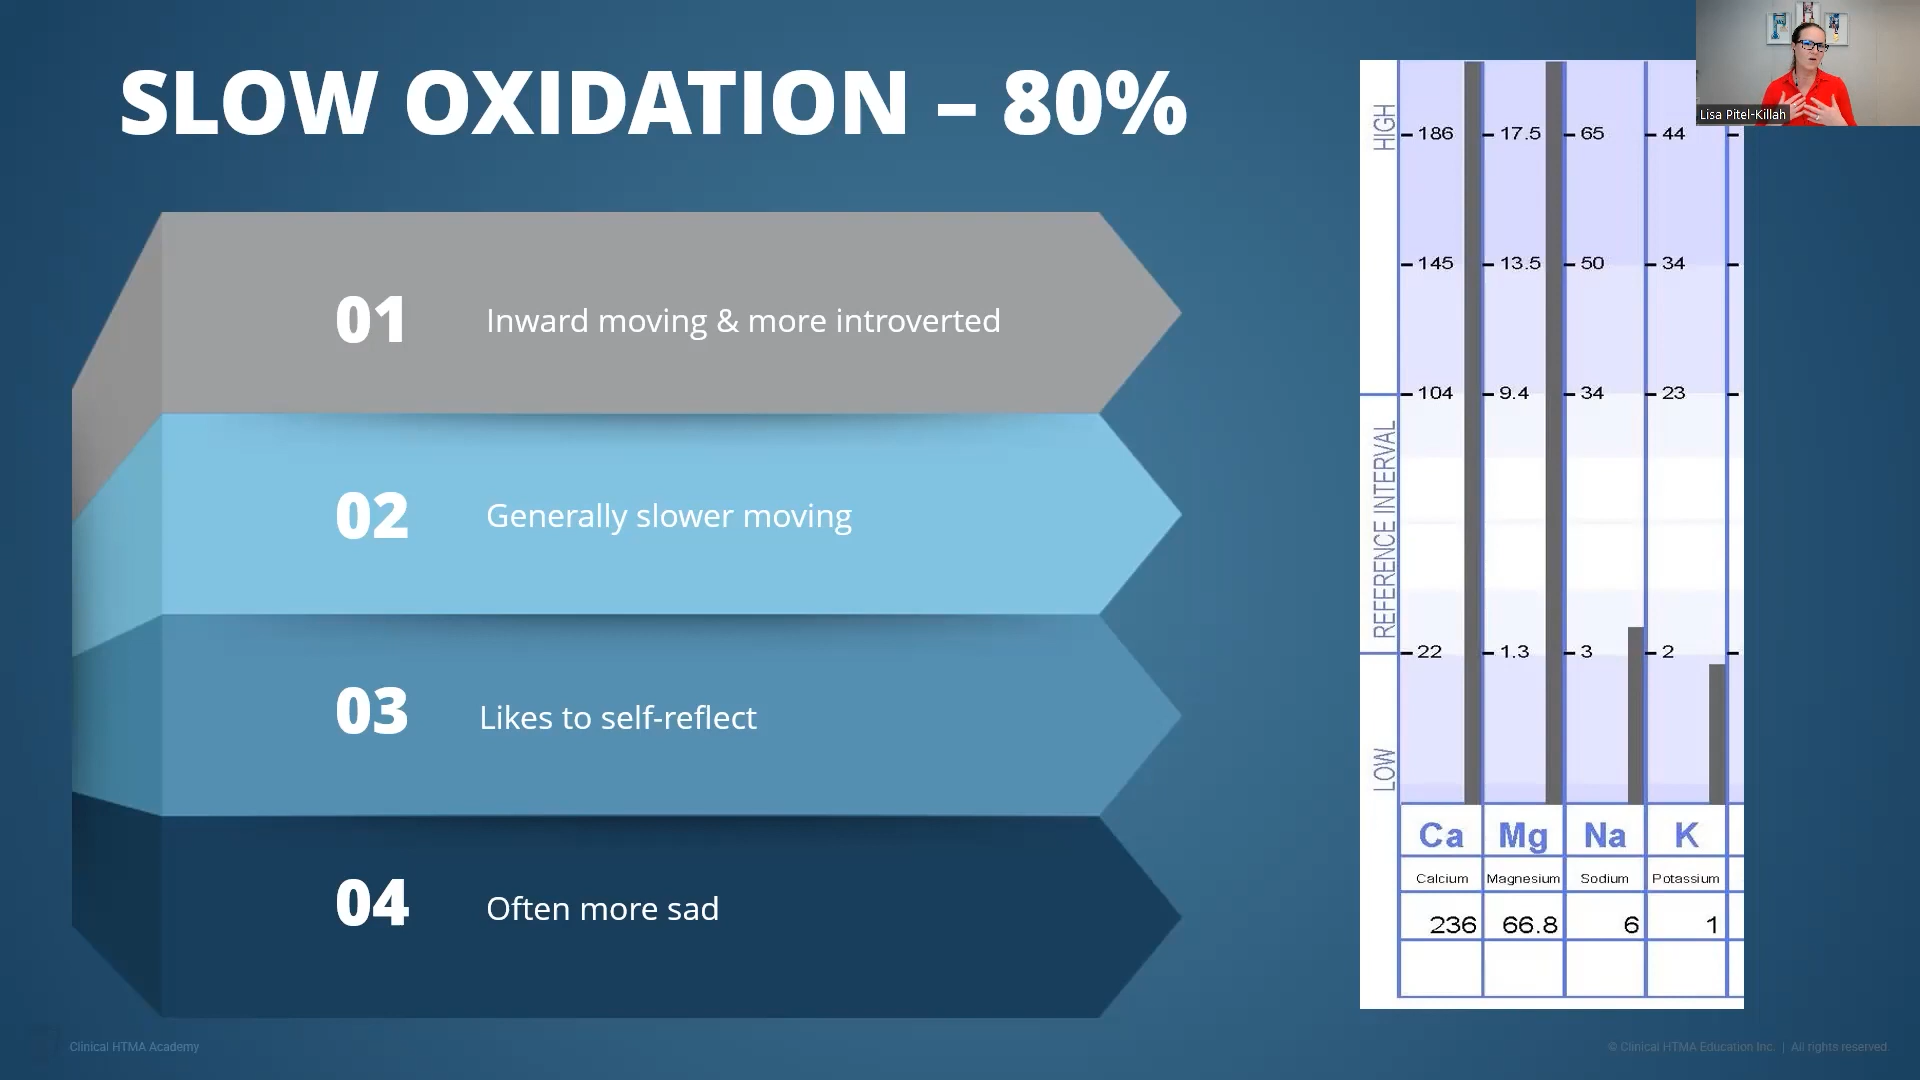 SLOW OXIDATION – 80%
01 Inward moving & more introverted
02 Generally slower moving
03 Likes to self-reflect
04 Often more sad
Lisa Pitel-Killah
HIGH
186 17.5 65 44
145 13.5 50 34
104 9.4 34 23
REFERENCE INTERVAL
22 1.3 3 2
LOW
Ca Mg Na K
Calcium Magnesium Sodium Potassium
236 66.8 6 1
Clinical HTMA Academy
© Clinical HTMA Education Inc. | All rights reserved.